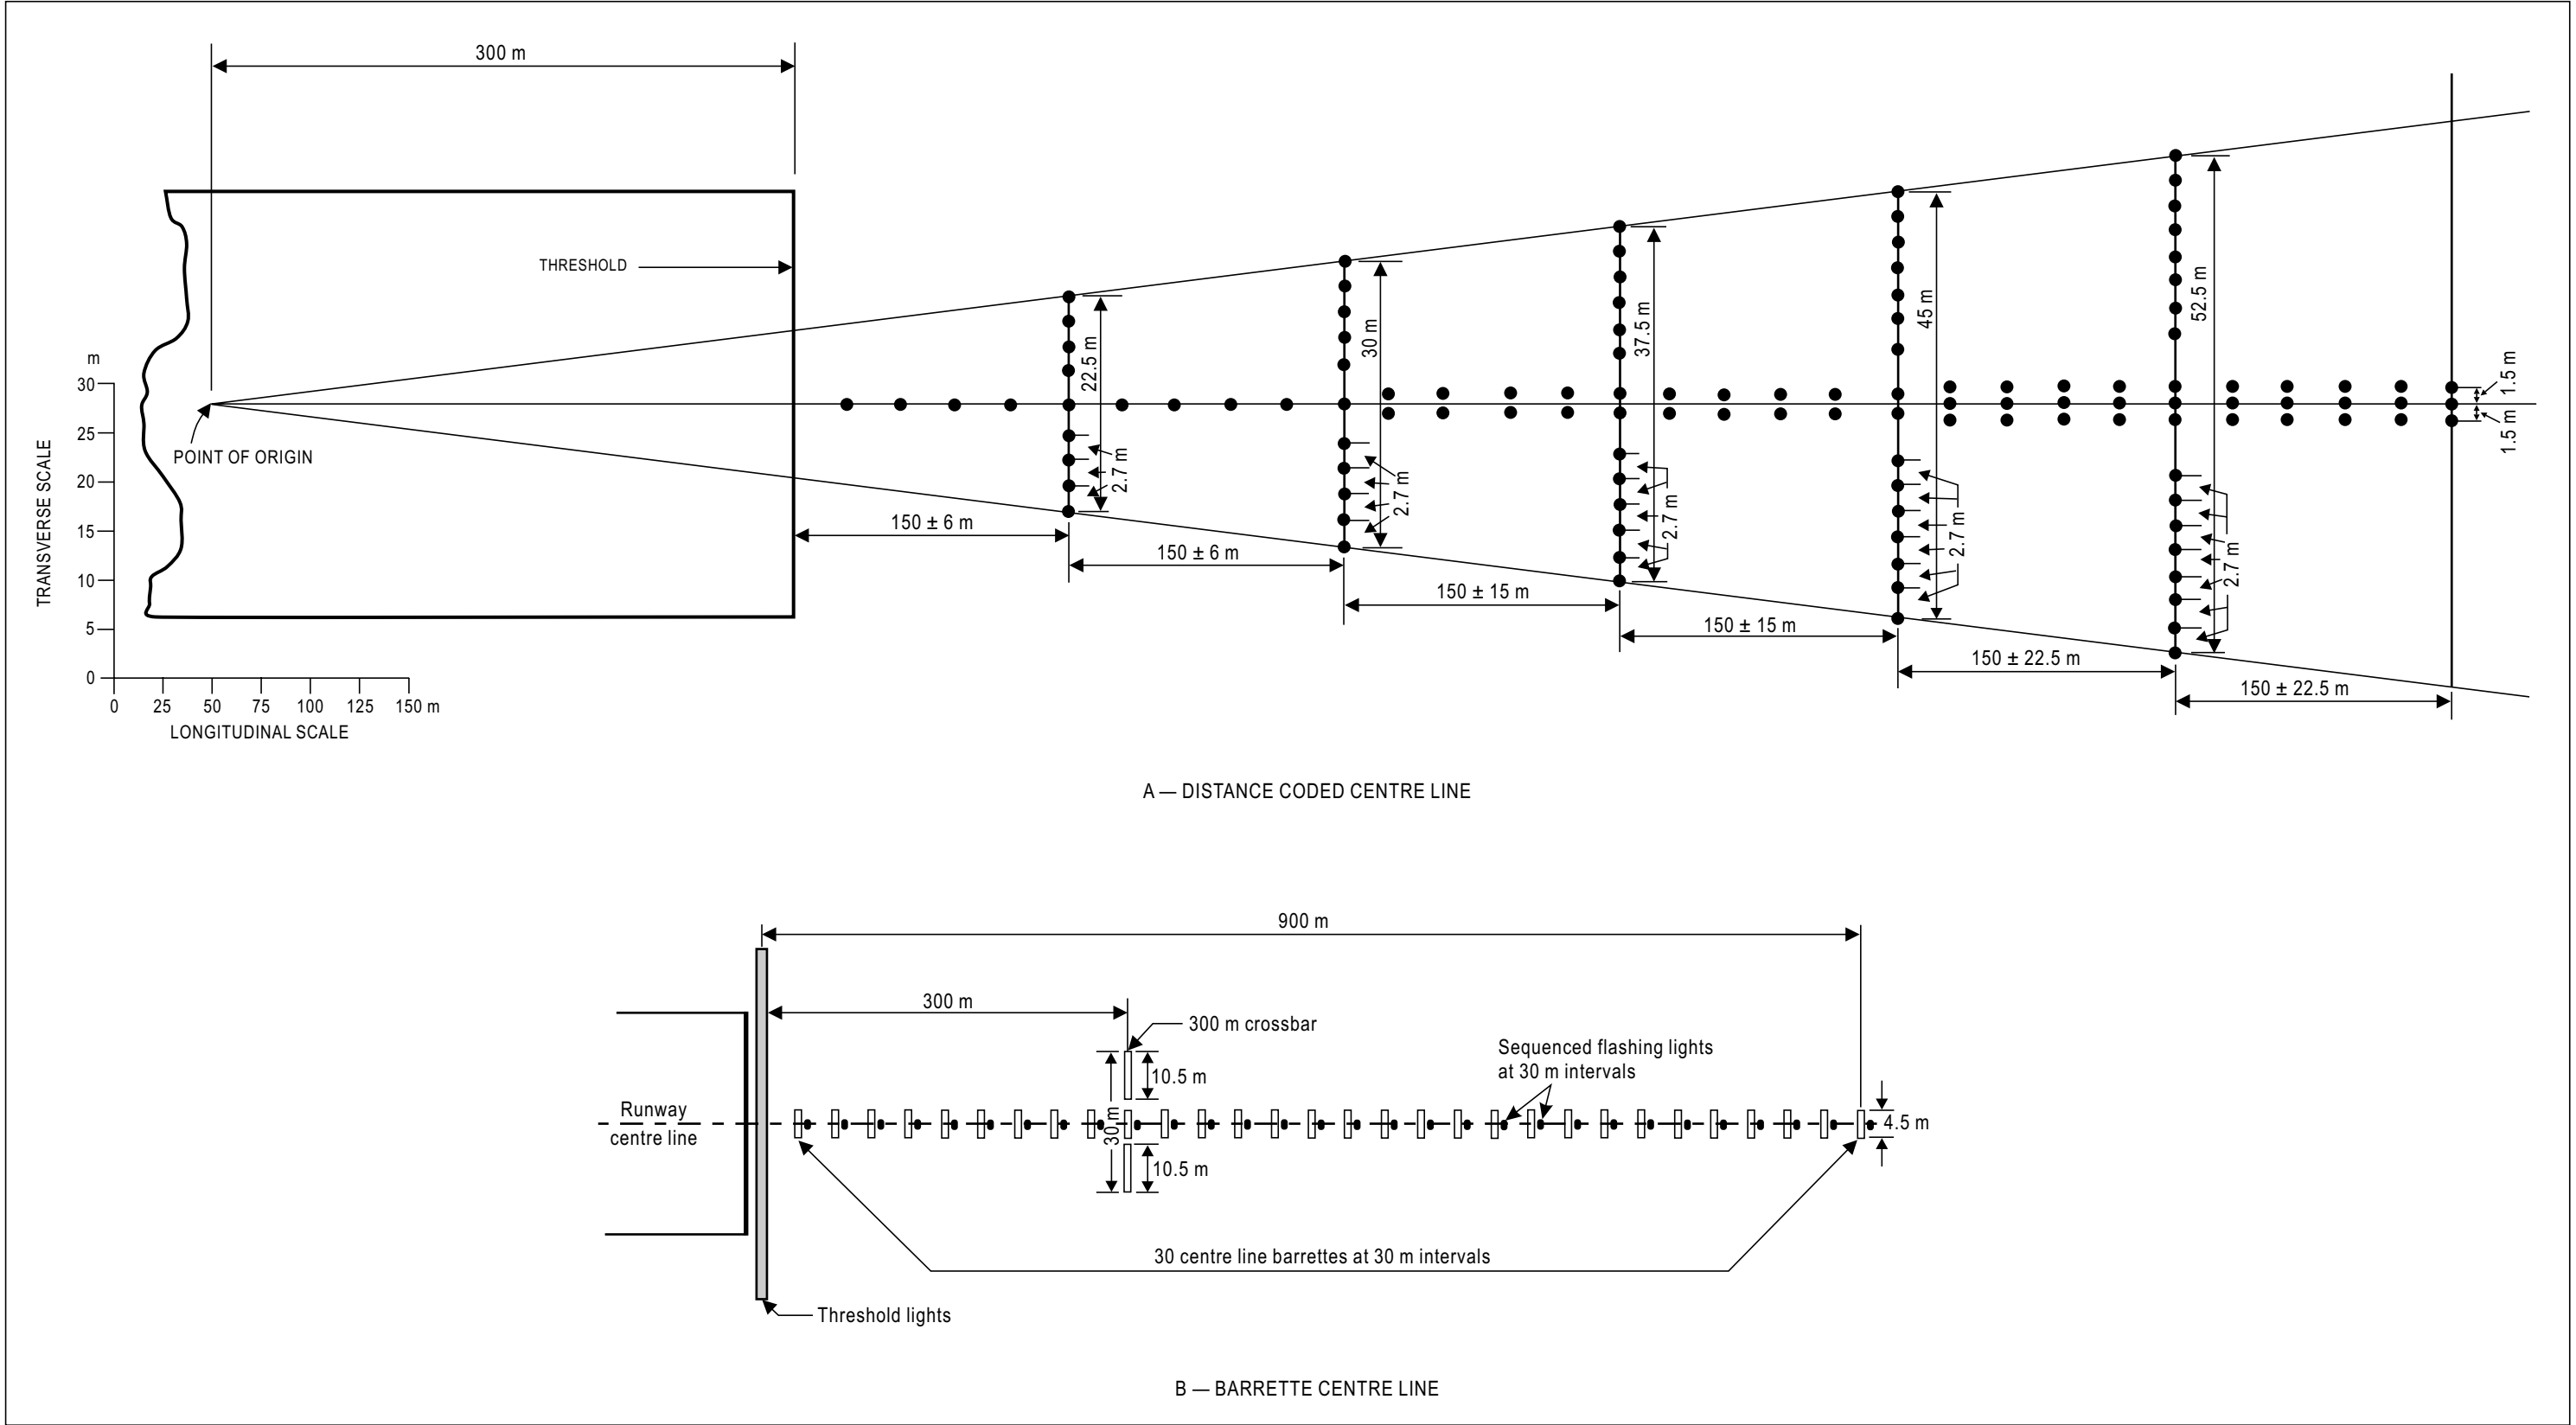 300 m
THRESHOLD
POINT OF ORIGIN
m
30
25
20
15
10
5
0
TRANSVERSE SCALE
0 25 50 75 100 125 150 m
LONGITUDINAL SCALE
22.5 m
2.7 m
30 m
2.7 m
37.5 m
2.7 m
45 m
2.7 m
52.5 m
2.7 m
1.5 m
1.5 m
150 ± 6 m
150 ± 6 m
150 ± 15 m
150 ± 15 m
150 ± 22.5 m
150 ± 22.5 m
A — DISTANCE CODED CENTRE LINE
900 m
300 m
300 m crossbar
10.5 m
30 m
10.5 m
Sequenced flashing lights
at 30 m intervals
Runway
centre line
4.5 m
30 centre line barrettes at 30 m intervals
Threshold lights
B — BARRETTE CENTRE LINE